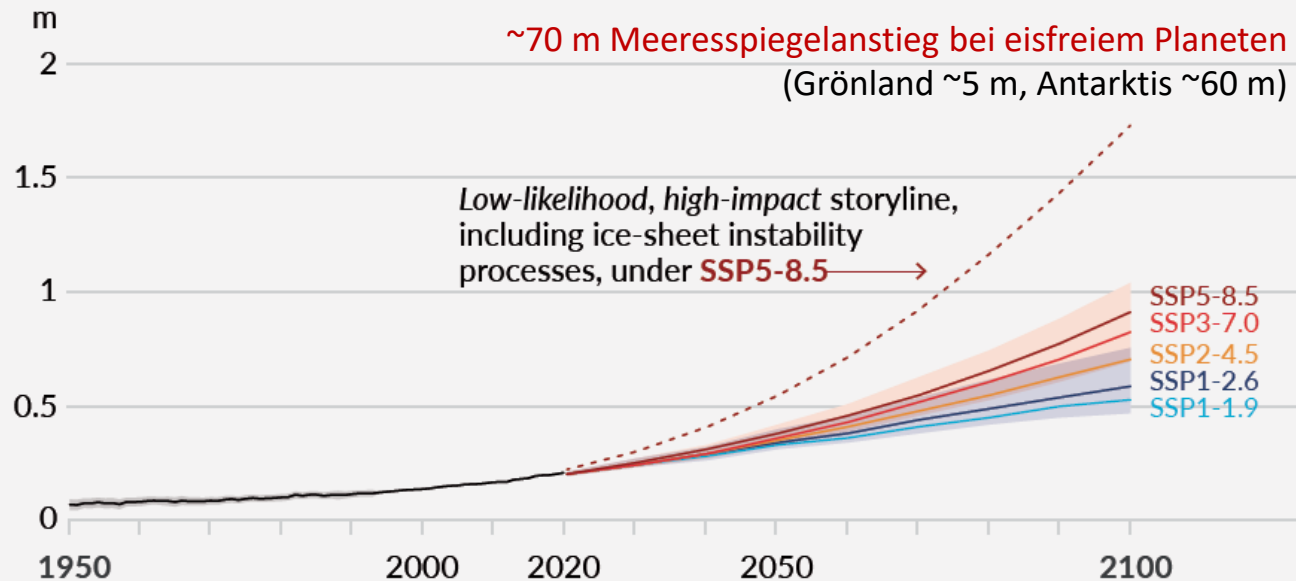 m
~70 m Meeresspiegelanstieg bei eisfreiem Planeten
2
(Grönland ~5 m, Antarktis ~60 m)
1.5
Low-likelihood, high-impact storyline,
including ice-sheet instability
processes, under SSP5-8.5
1
SSP5-8.5
SSP3-7.0
SSP2-4.5
SSP1-2.6
0.5
SSP1-1.9
0
1950 2000 2020 2050 2100